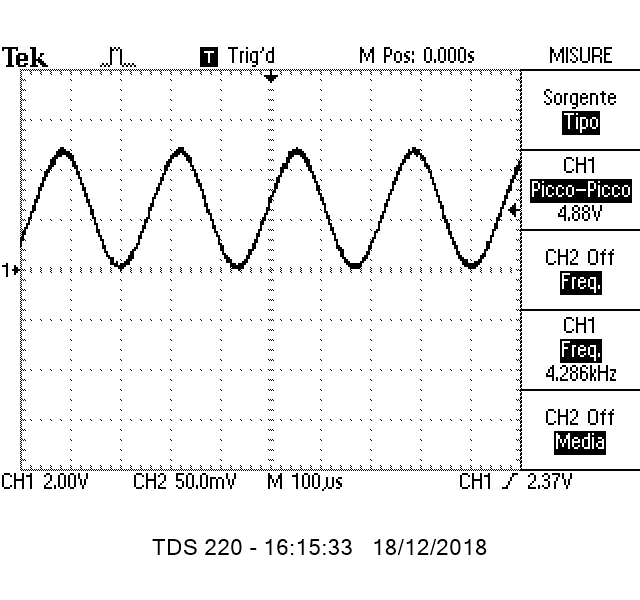 Tek T Trig'd M Pos: 0.000s MISURE
Sorgente
Tipo
CH1
Picco-Picco
4.88V
CH2 Off
Freq.
1
CH1
Freq.
4.286kHz
CH2 Off
Media
CH1 2.00V CH2 50.0mV M 100µs CH1 2.37V
TDS 220 - 16:15:33 18/12/2018